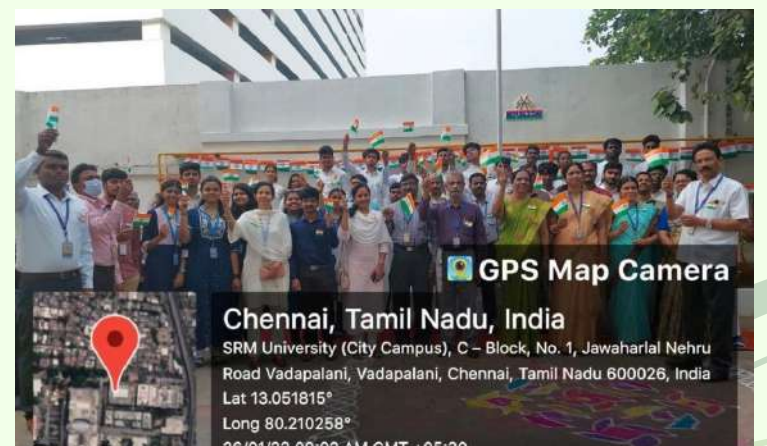 GPS Map Camera
Chennai, Tamil Nadu, India
SRM University (City Campus), C – Block, No. 1, Jawaharlal Nehru
Road Vadapalani, Vadapalani, Chennai, Tamil Nadu 600026, India
Lat 13.051815°
Long 80.210258°